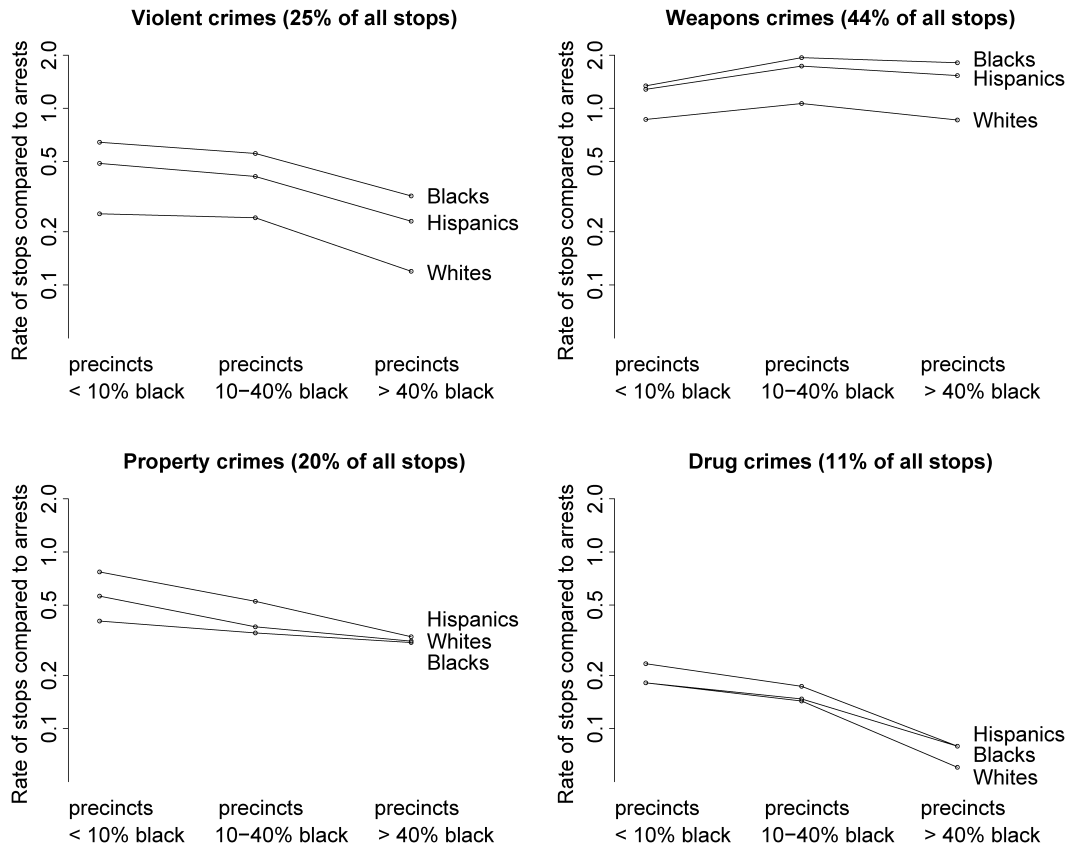 Violent crimes (25% of all stops)
Rate of stops compared to arrests
2.0
1.0
0.5
0.2
0.1
Blacks
Hispanics
Whites
precincts
< 10% black
precincts
10−40% black
precincts
> 40% black
Weapons crimes (44% of all stops)
Rate of stops compared to arrests
2.0
1.0
0.5
0.2
0.1
Blacks
Hispanics
Whites
precincts
< 10% black
precincts
10−40% black
precincts
> 40% black
Property crimes (20% of all stops)
Rate of stops compared to arrests
2.0
1.0
0.5
0.2
0.1
Hispanics
Whites
Blacks
precincts
< 10% black
precincts
10−40% black
precincts
> 40% black
Drug crimes (11% of all stops)
Rate of stops compared to arrests
2.0
1.0
0.5
0.2
0.1
Hispanics
Blacks
Whites
precincts
< 10% black
precincts
10−40% black
precincts
> 40% black